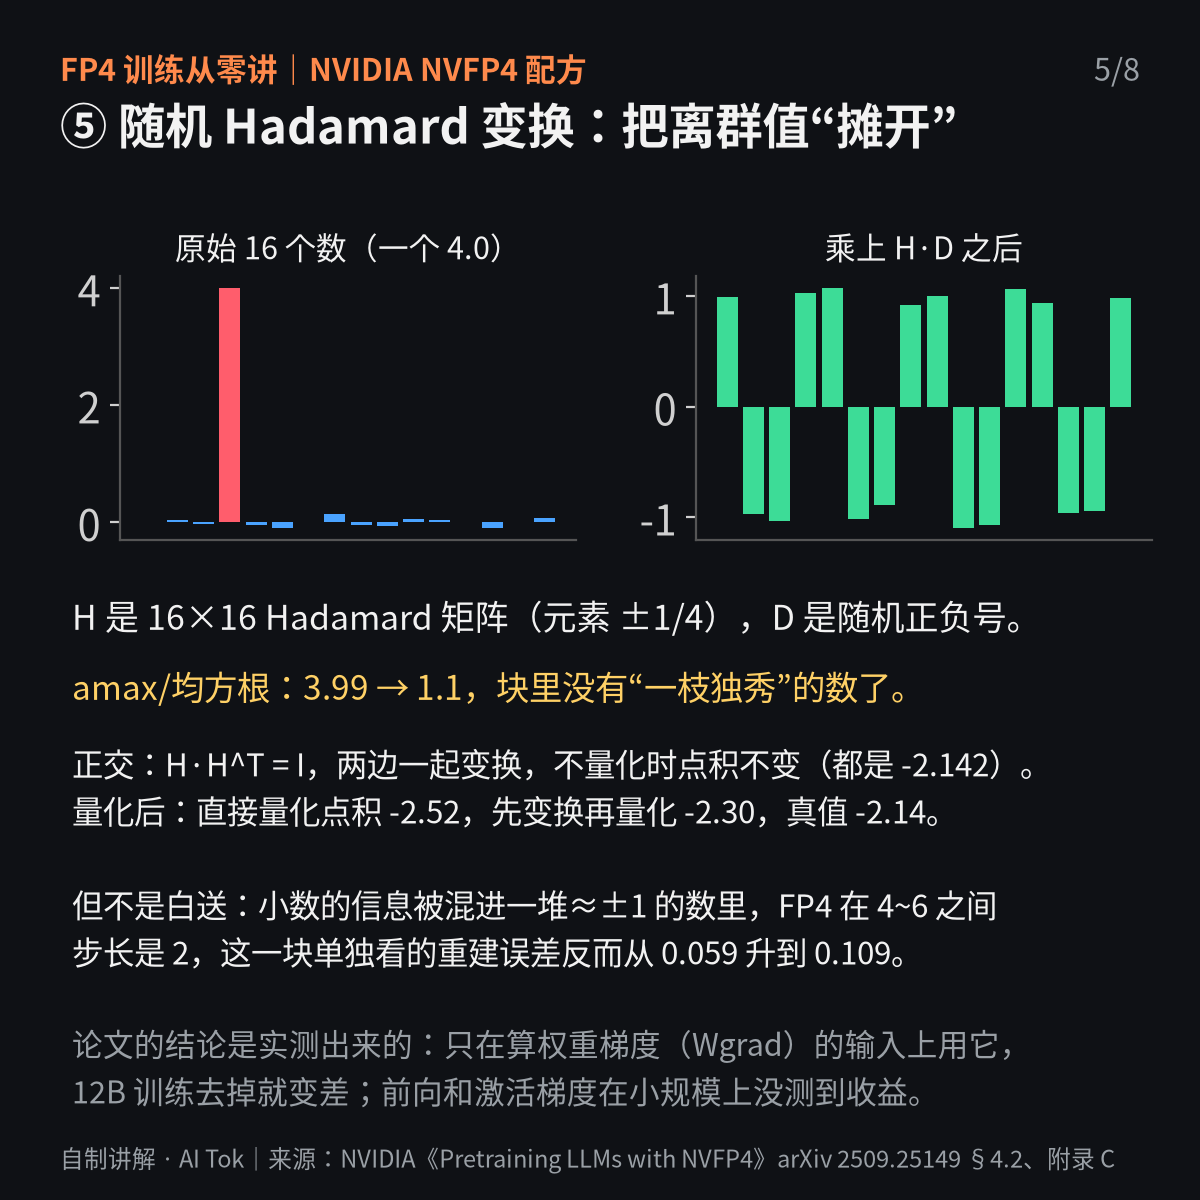 FP4 训练从零讲｜NVIDIA NVFP4 配方
5/8
⑤ 随机 Hadamard 变换：把离群值“摊开”
原始 16 个数（一个 4.0）
4
2
0
乘上 H·D 之后
1
0
-1
H 是 16×16 Hadamard 矩阵（元素 ±1/4），D 是随机正负号。
amax/均方根：3.99 → 1.1，块里没有“一枝独秀”的数了。
正交：H·H^T = I，两边一起变换，不量化时点积不变（都是 -2.142）。
量化后：直接量化点积 -2.52，先变换再量化 -2.30，真值 -2.14。
但不是白送：小数的信息被混进一堆≈±1 的数里，FP4 在 4~6 之间
步长是 2，这一块单独看的重建误差反而从 0.059 升到 0.109。
论文的结论是实测出来的：只在算权重梯度（Wgrad）的输入上用它，
12B 训练去掉就变差；前向和激活梯度在小规模上没测到收益。
自制讲解 · AI Tok｜来源：NVIDIA《Pretraining LLMs with NVFP4》arXiv 2509.25149 §4.2、附录 C